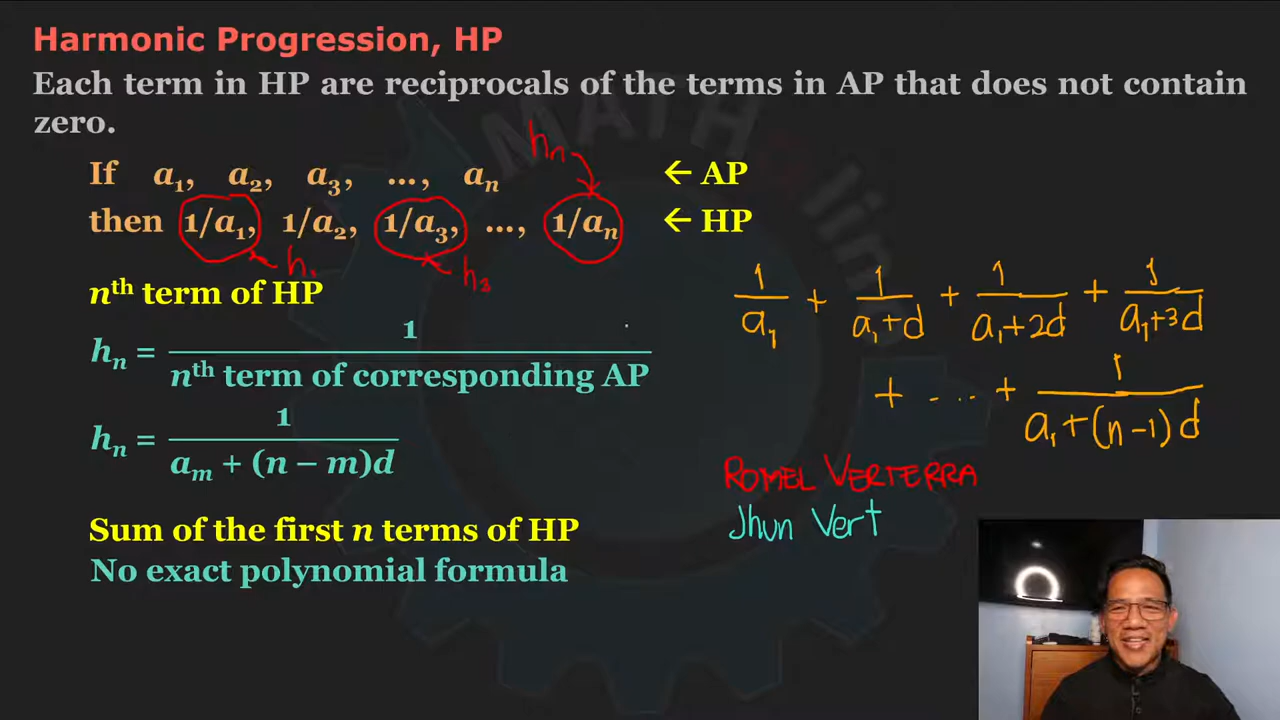 Harmonic Progression, HP
Each term in HP are reciprocals of the terms in AP that does not contain
zero.
hₙ
If a₁, a₂, a₃, ..., aₙ ← AP
then 1/a₁, 1/a₂, 1/a₃, ..., 1/aₙ ← HP
h₁ h₃
nᵗʰ term of HP
hₙ = 1 / nᵗʰ term of corresponding AP
hₙ = 1 / aₘ + (n − m)d
Sum of the first n terms of HP
No exact polynomial formula
1/a₁ + 1/a₁+d + 1/a₁+2d + 1/a₁+3d
+ ... + 1/a₁+(n-1)d
ROMEL VERTERRA
Jhun Vert
MATHalino